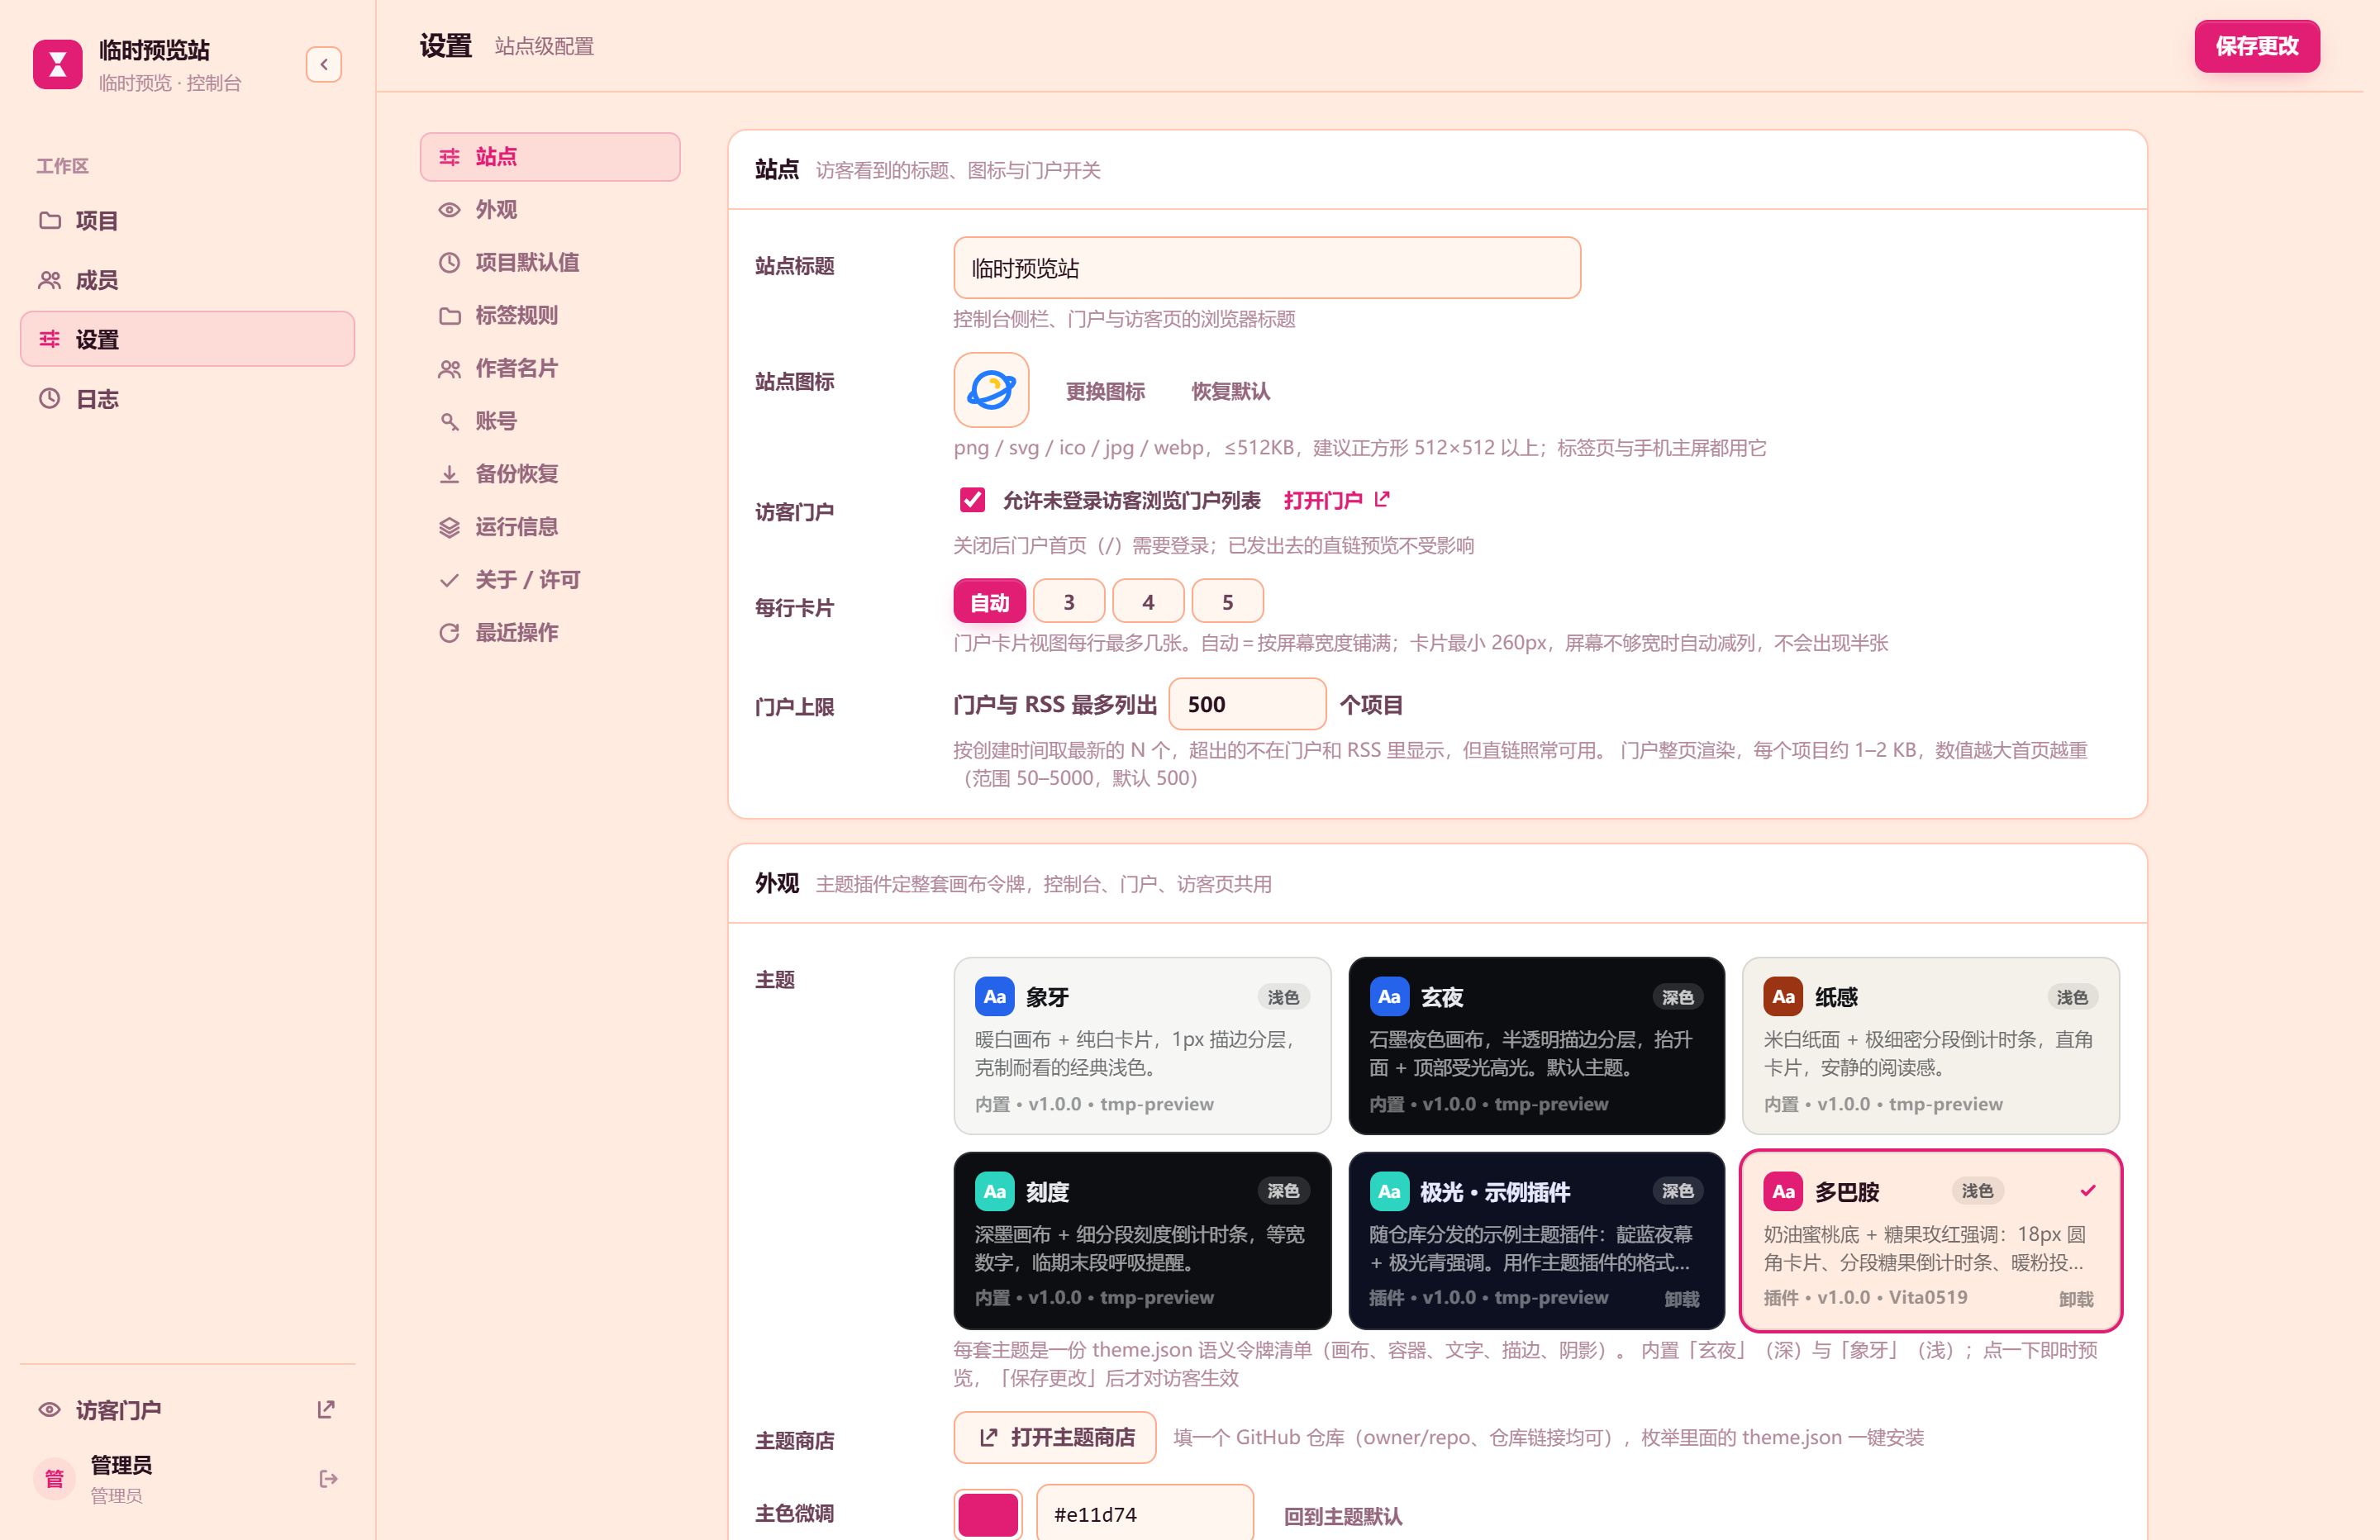 临时预览站
临时预览 · 控制台
工作区
项目
成员
设置
日志
访客门户
管
管理员
管理员
设置
站点级配置
保存更改
站点
外观
项目默认值
标签规则
作者名片
账号
备份恢复
运行信息
关于 / 许可
最近操作
站点
访客看到的标题、图标与门户开关
站点标题
临时预览站
控制台侧栏、门户与访客页的浏览器标题
站点图标
更换图标
恢复默认
png / svg / ico / jpg / webp，≤512KB，建议正方形 512×512 以上；标签页与手机主屏都用它
访客门户
允许未登录访客浏览门户列表
打开门户
关闭后门户首页（/）需要登录；已发出去的直链预览不受影响
每行卡片
自动
3
4
5
门户卡片视图每行最多几张。自动＝按屏幕宽度铺满；卡片最小 260px，屏幕不够宽时自动减列，不会出现半张
门户上限
门户与 RSS 最多列出
500
个项目
按创建时间取最新的 N 个，超出的不在门户和 RSS 里显示，但直链照常可用。 门户整页渲染，每个项目约 1–2 KB，数值越大首页越重
（范围 50–5000，默认 500）
外观
主题插件定整套画布令牌，控制台、门户、访客页共用
主题
Aa
象牙
浅色
暖白画布 + 纯白卡片，1px 描边分层，
克制耐看的经典浅色。
内置 • v1.0.0 • tmp-preview
Aa
玄夜
深色
石墨夜色画布，半透明描边分层，抬升
面 + 顶部受光高光。默认主题。
内置 • v1.0.0 • tmp-preview
Aa
纸感
浅色
米白纸面 + 极细密分段倒计时条，直角
卡片，安静的阅读感。
内置 • v1.0.0 • tmp-preview
Aa
刻度
深色
深墨画布 + 细分段刻度倒计时条，等宽
数字，临期末段呼吸提醒。
内置 • v1.0.0 • tmp-preview
Aa
极光 • 示例插件
深色
随仓库分发的示例主题插件：靛蓝夜幕
+ 极光青强调。用作主题插件的格式...
插件 • v1.0.0 • tmp-preview
卸载
Aa
多巴胺
浅色
奶油蜜桃底 + 糖果玫红强调：18px 圆
角卡片、分段糖果倒计时条、暖粉投...
插件 • v1.0.0 • Vita0519
卸载
每套主题是一份 theme.json 语义令牌清单（画布、容器、文字、描边、阴影）。 内置「玄夜」（深）与「象牙」（浅）；点一下即时预
览，「保存更改」后才对访客生效
主题商店
打开主题商店
填一个 GitHub 仓库（owner/repo、仓库链接均可），枚举里面的 theme.json 一键安装
主色微调
#e11d74
回到主题默认